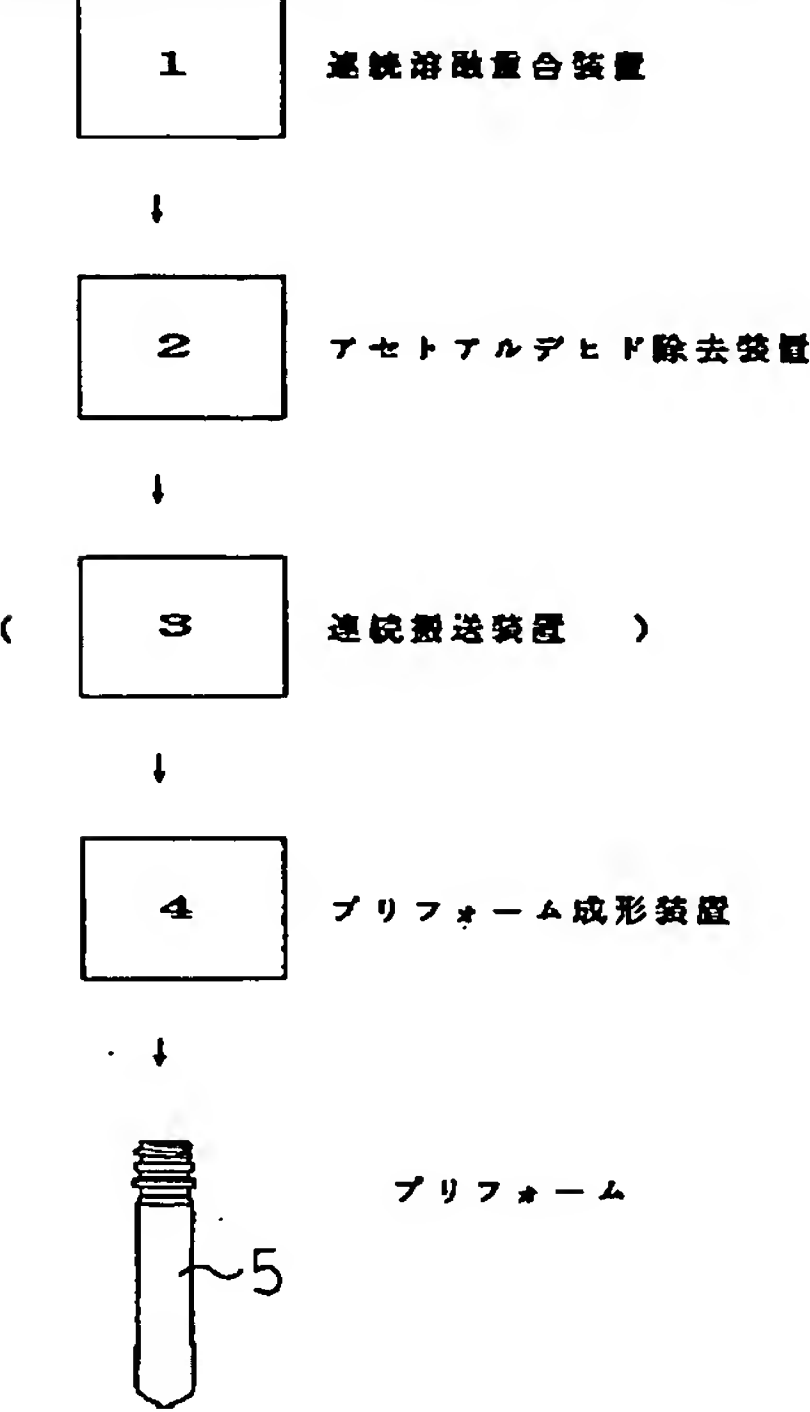 1 連続溶融重合装置
↓
2 アセトアルデヒド除去装置
↓
( 3 連続搬送装置 )
↓
4 プリフォーム成形装置
↓
プリフォーム
5